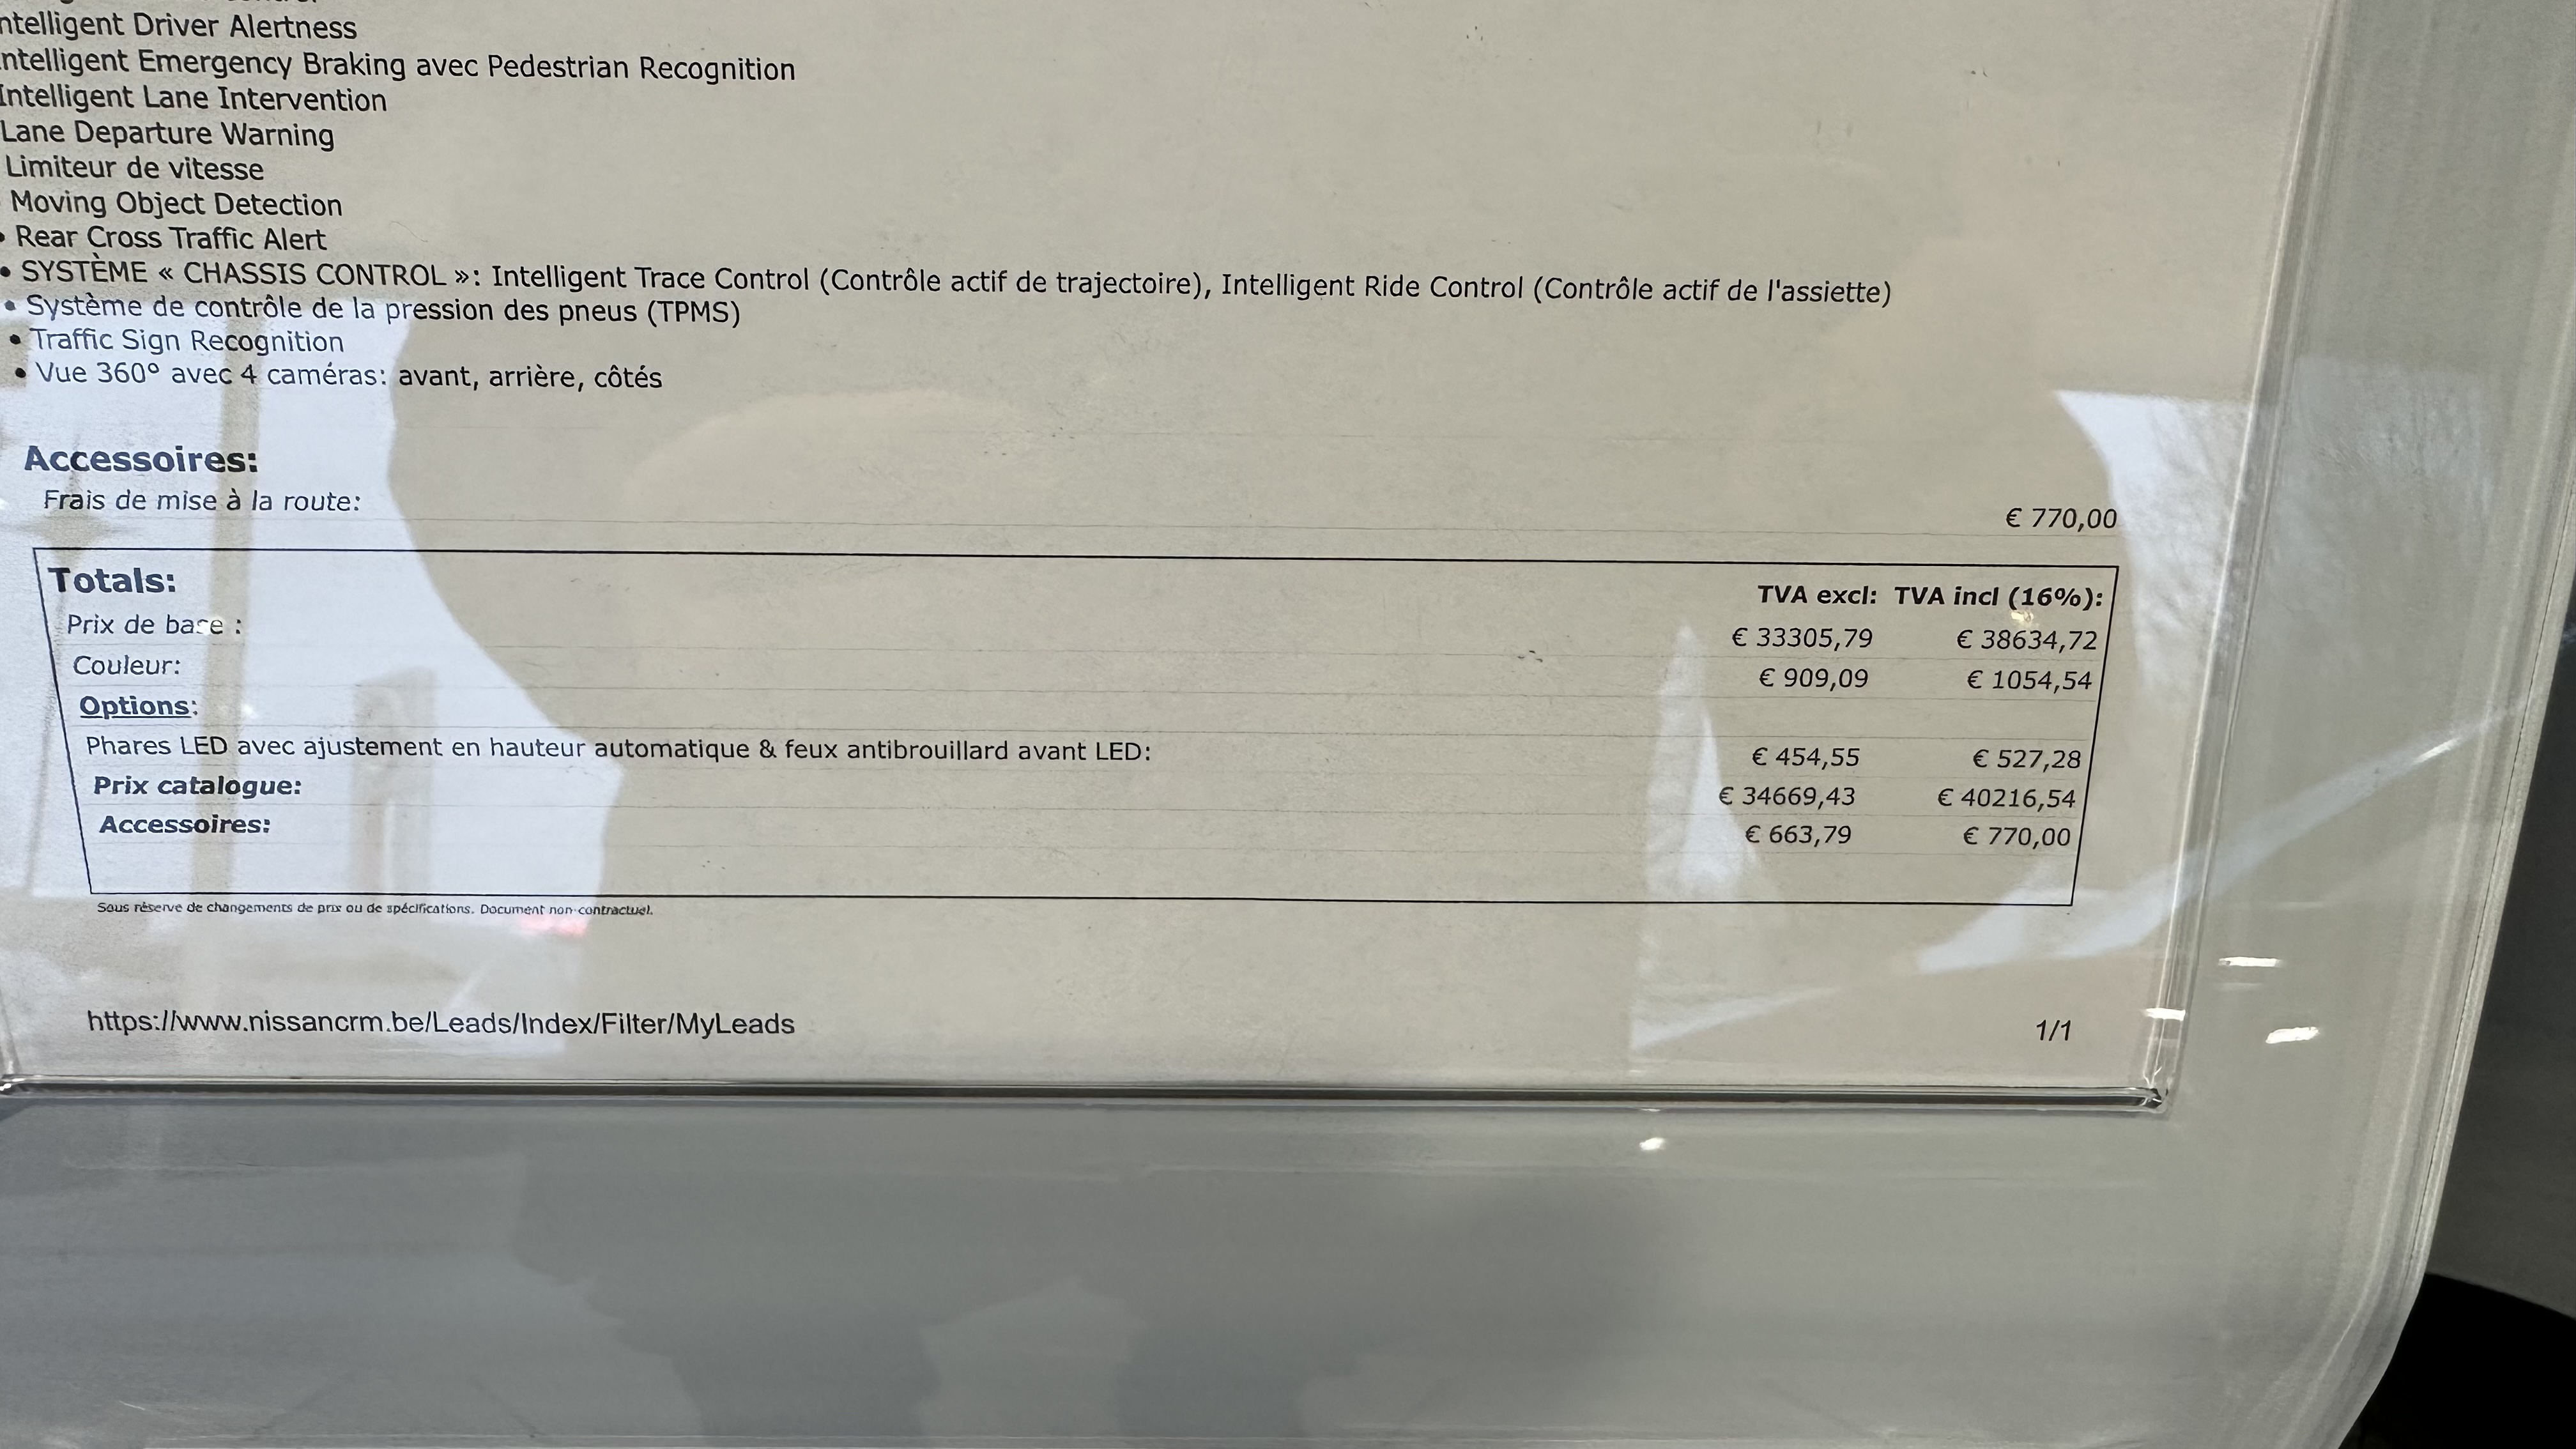 ntelligent Driver Alertness
ntelligent Emergency Braking avec Pedestrian Recognition
Intelligent Lane Intervention
Lane Departure Warning
Limiteur de vitesse
Moving Object Detection
• Rear Cross Traffic Alert
• SYSTÈME « CHASSIS CONTROL »: Intelligent Trace Control (Contrôle actif de trajectoire), Intelligent Ride Control (Contrôle actif de l'assiette)
• Système de contrôle de la pression des pneus (TPMS)
• Traffic Sign Recognition
• Vue 360° avec 4 caméras: avant, arrière, côtés
Accessoires:
Frais de mise à la route: € 770,00
Totals: TVA excl: TVA incl (16%):
Prix de base : € 33305,79 € 38634,72
Couleur: € 909,09 € 1054,54
Options:
Phares LED avec ajustement en hauteur automatique & feux antibrouillard avant LED: € 454,55 € 527,28
Prix catalogue: € 34669,43 € 40216,54
Accessoires: € 663,79 € 770,00
Sous réserve de changements de prix ou de spécifications. Document non-contractuel.
https://www.nissancrm.be/Leads/Index/Filter/MyLeads 1/1